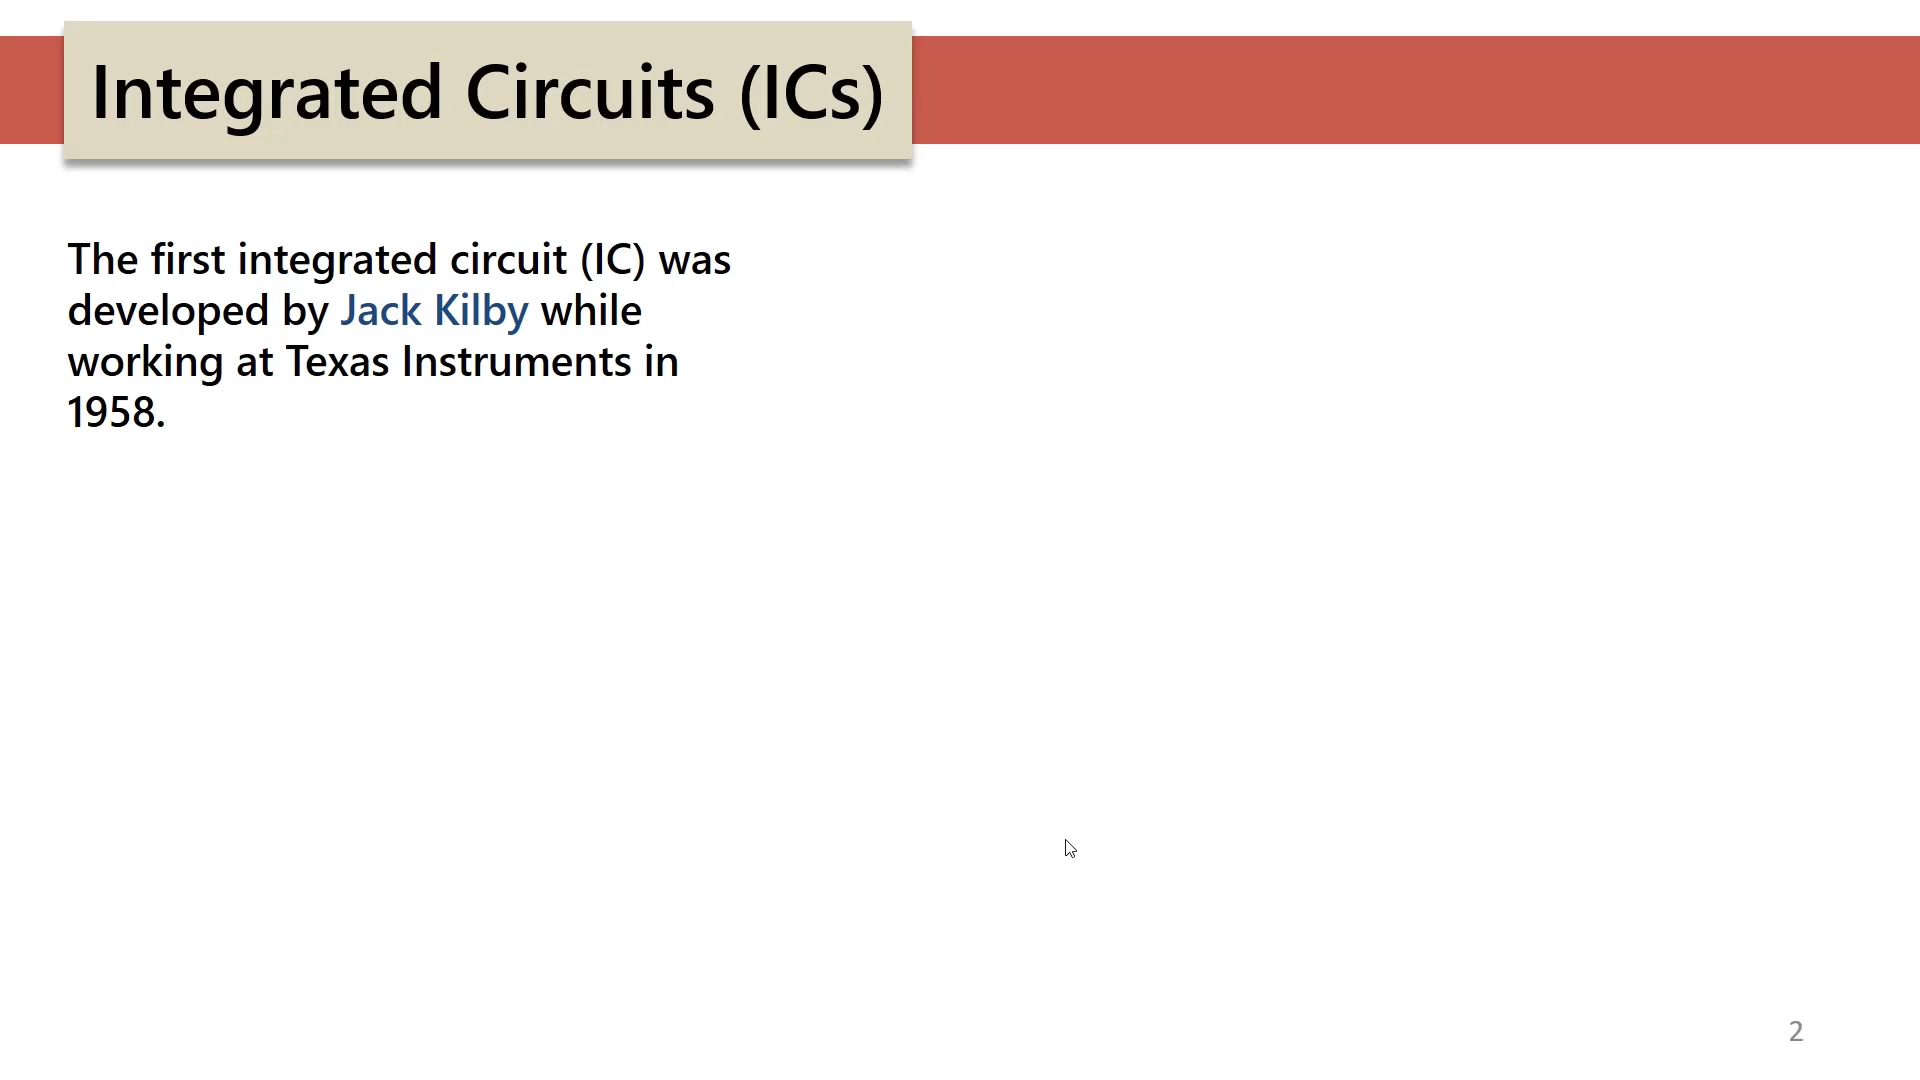 Integrated Circuits (ICs)
The first integrated circuit (IC) was
developed by Jack Kilby while
working at Texas Instruments in
1958.
2